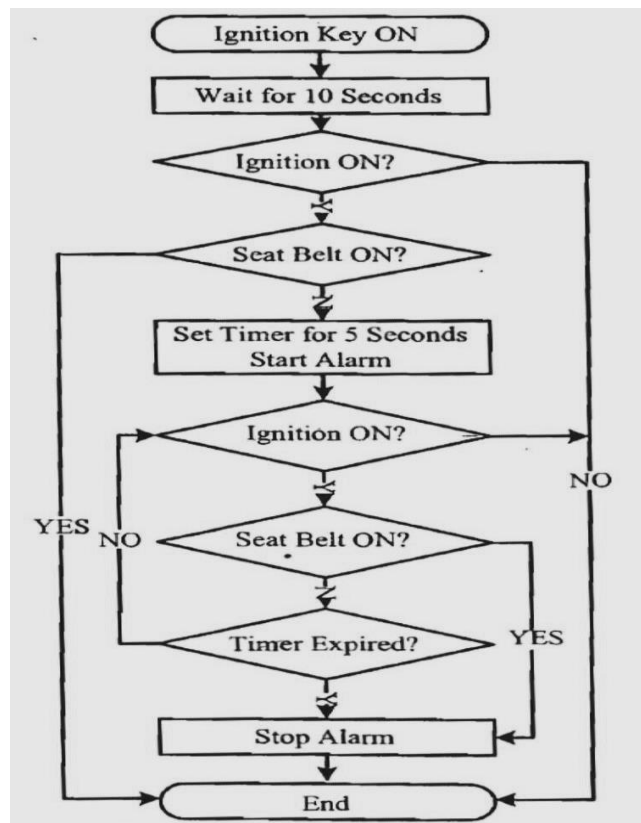 Ignition Key ON
Wait for 10 Seconds
Ignition ON?
Y
Seat Belt ON?
N
Set Timer for 5 Seconds
Start Alarm
Ignition ON?
NO
Y
YES
NO
Seat Belt ON?
N
Timer Expired?
YES
Y
Stop Alarm
End